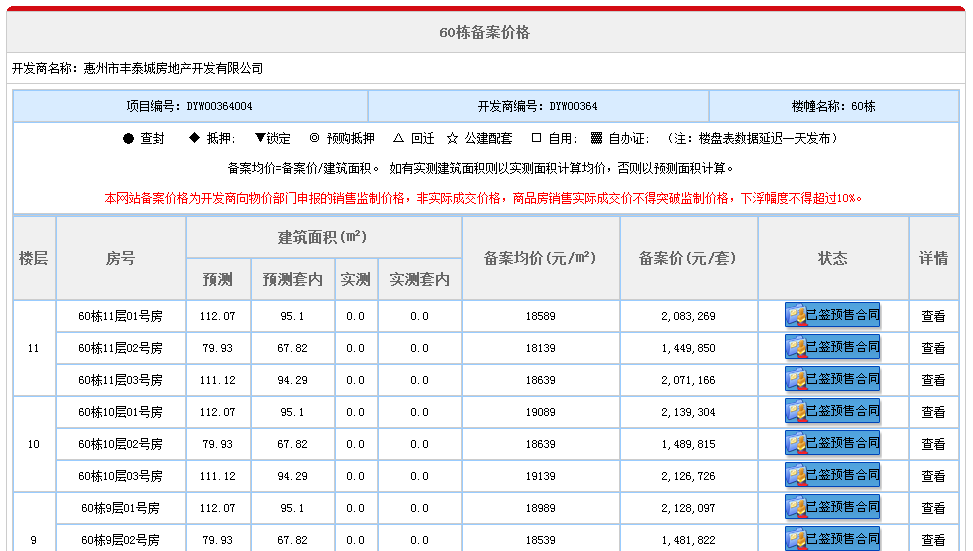 60栋备案价格
开发商名称：惠州市丰泰城房地产开发有限公司
项目编号：DYW00364004 开发商编号：DYW00364 楼幢名称：60栋
● 查封 ◆ 抵押； ▼锁定 ◎ 预购抵押 △ 回迁 ☆ 公建配套 □ 自用； ▩ 自办证； （注：楼盘表数据延迟一天发布）
备案均价=备案价/建筑面积。 如有实测建筑面积则以实测面积计算均价，否则以预测面积计算。
本网站备案价格为开发商向物价部门申报的销售监制价格，非实际成交价格，商品房销售实际成交价不得突破监制价格，下浮幅度不得超过10%。
楼层 房号 建筑面积(m²) 备案均价(元/m²) 备案价(元/套) 状态 详情
预测 预测套内 实测 实测套内
11 60栋11层01号房 112.07 95.1 0.0 0.0 18589 2,083,269 已签预售合同 查看
60栋11层02号房 79.93 67.82 0.0 0.0 18139 1,449,850 已签预售合同 查看
60栋11层03号房 111.12 94.29 0.0 0.0 18639 2,071,166 已签预售合同 查看
10 60栋10层01号房 112.07 95.1 0.0 0.0 19089 2,139,304 已签预售合同 查看
60栋10层02号房 79.93 67.82 0.0 0.0 18639 1,489,815 已签预售合同 查看
60栋10层03号房 111.12 94.29 0.0 0.0 19139 2,126,726 已签预售合同 查看
9 60栋9层01号房 112.07 95.1 0.0 0.0 18989 2,128,097 已签预售合同 查看
60栋9层02号房 79.93 67.82 0.0 0.0 18539 1,481,822 已签预售合同 查看